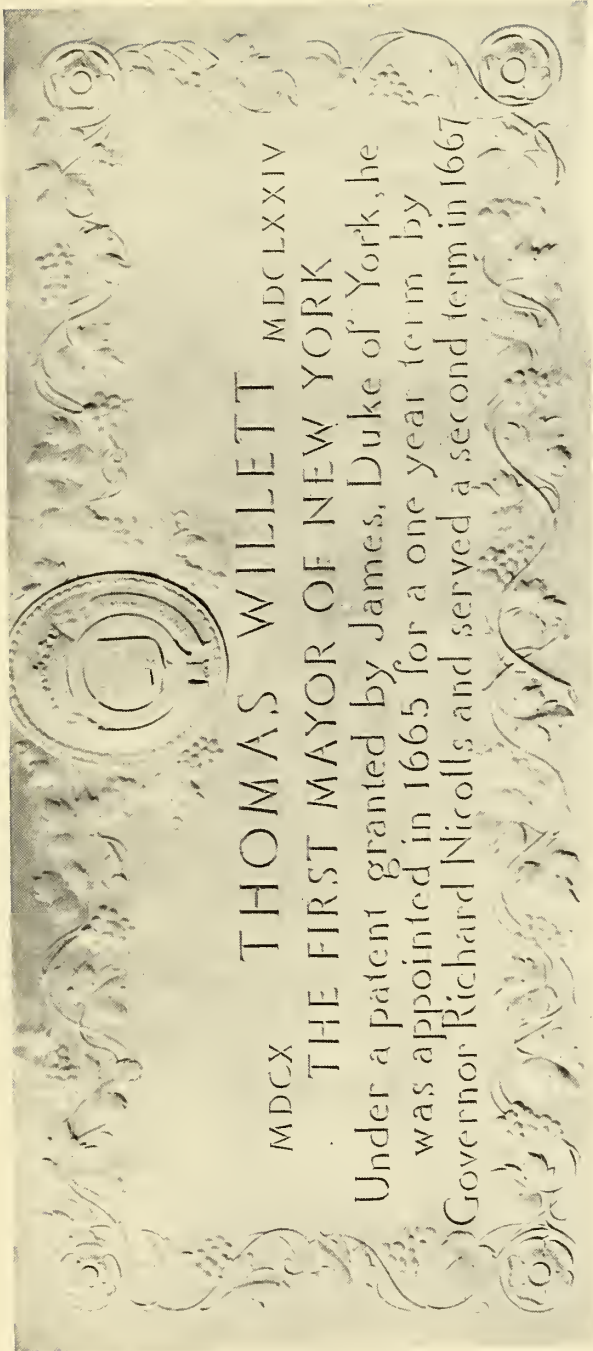 MDCX THOMAS WILLETT MDCLXXIV
THE FIRST MAYOR OF NEW YORK
Under a patent granted by James, Duke of York, he
was appointed in 1665 for a one year term by
Governor Richard Nicolls and served a second term in 1667